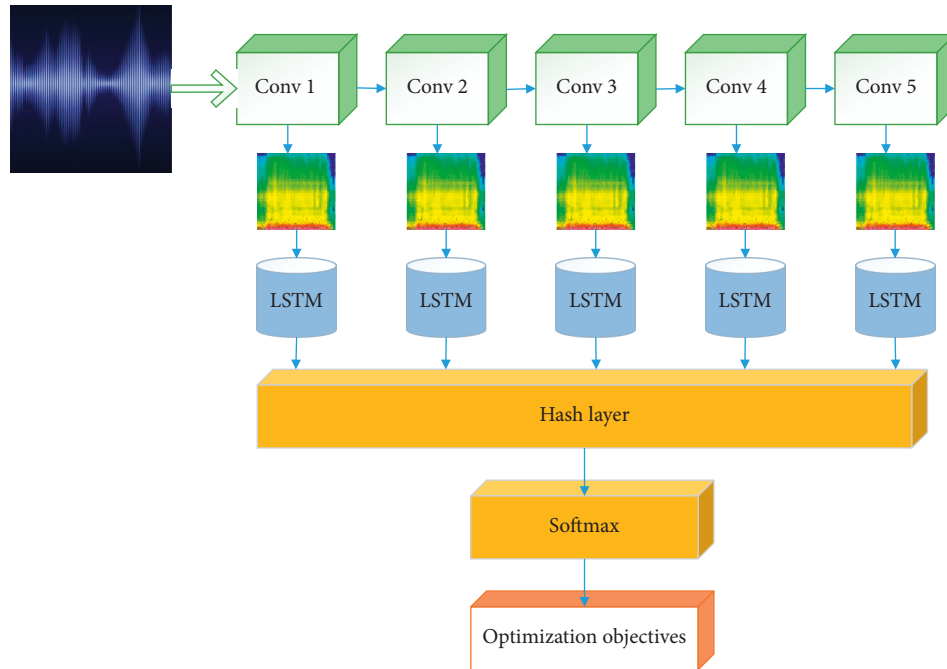 Conv 1
Conv 2
Conv 3
Conv 4
Conv 5
LSTM
LSTM
LSTM
LSTM
LSTM
Hash layer
Softmax
Optimization objectives